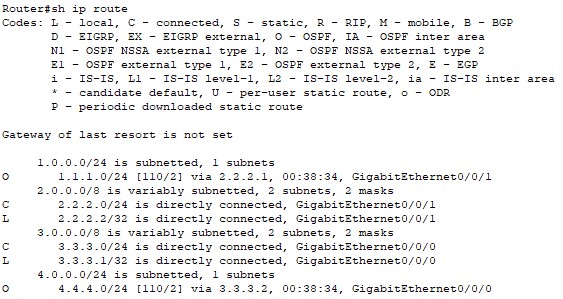 Router#sh ip route
Codes: L - local, C - connected, S - static, R - RIP, M - mobile, B - BGP
D - EIGRP, EX - EIGRP external, O - OSPF, IA - OSPF inter area
N1 - OSPF NSSA external type 1, N2 - OSPF NSSA external type 2
E1 - OSPF external type 1, E2 - OSPF external type 2, E - EGP
i - IS-IS, L1 - IS-IS level-1, L2 - IS-IS level-2, ia - IS-IS inter area
* - candidate default, U - per-user static route, o - ODR
P - periodic downloaded static route
Gateway of last resort is not set
1.0.0.0/24 is subnetted, 1 subnets
O 1.1.1.0/24 [110/2] via 2.2.2.1, 00:38:34, GigabitEthernet0/0/1
2.0.0.0/8 is variably subnetted, 2 subnets, 2 masks
C 2.2.2.0/24 is directly connected, GigabitEthernet0/0/1
L 2.2.2.2/32 is directly connected, GigabitEthernet0/0/1
3.0.0.0/8 is variably subnetted, 2 subnets, 2 masks
C 3.3.3.0/24 is directly connected, GigabitEthernet0/0/0
L 3.3.3.1/32 is directly connected, GigabitEthernet0/0/0
4.0.0.0/24 is subnetted, 1 subnets
O 4.4.4.0/24 [110/2] via 3.3.3.2, 00:38:34, GigabitEthernet0/0/0